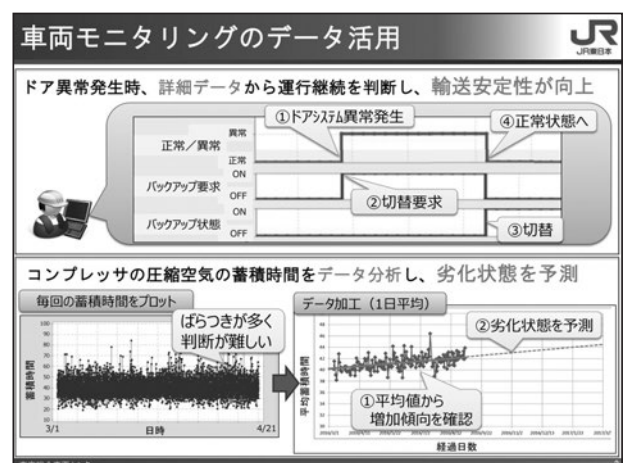 車両モニタリングのデータ活用
JR
JR東日本
ドア異常発生時、詳細データから運行継続を判断し、輸送安定性が向上
①ドアシステム異常発生
④正常状態へ
正常／異常
異常
正常
バックアップ要求
ON
OFF
②切替要求
バックアップ状態
ON
OFF
③切替
コンプレッサの圧縮空気の蓄積時間をデータ分析し、劣化状態を予測
毎回の蓄積時間をプロット
ばらつきが多く
判断が難しい
蓄積時間
100
90
80
70
60
50
40
30
20
10
3/1
日時
4/21
データ加工（1日平均）
②劣化状態を予測
①平均値から
増加傾向を確認
平均蓄積時間
経過日数